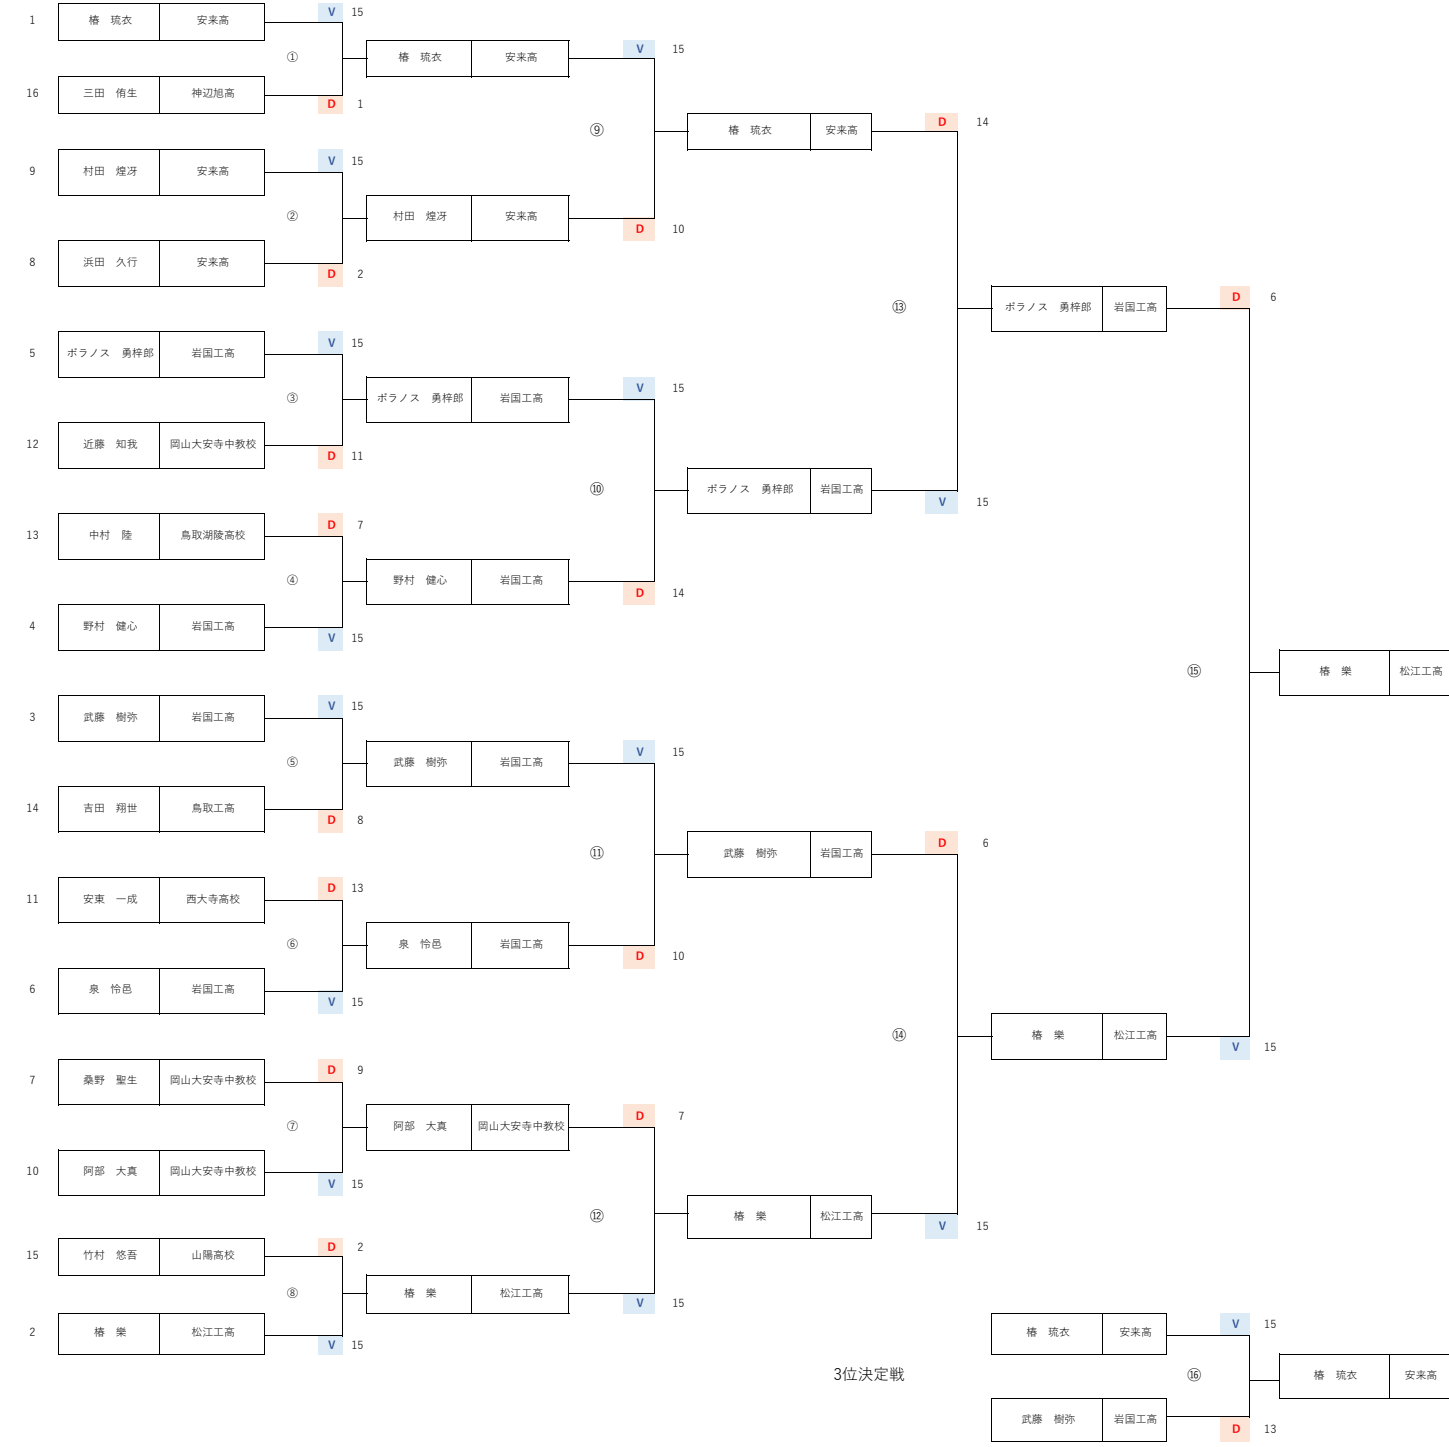 1 椿　琉衣 安来高 V 15
① 椿　琉衣 安来高 V 15
16 三田　侑生 神辺旭高 D 1
⑨ 椿　琉衣 安来高 D 14
9 村田　煌冴 安来高 V 15
② 村田　煌冴 安来高 D 10
8 浜田　久行 安来高 D 2
⑬ ボラノス　勇梓郎 岩国工高 D 6
5 ボラノス　勇梓郎 岩国工高 V 15
③ ボラノス　勇梓郎 岩国工高 V 15
12 近藤　知我 岡山大安寺中教校 D 11
⑩ ボラノス　勇梓郎 岩国工高 V 15
13 中村　陸 鳥取湖陵高校 D 7
④ 野村　健心 岩国工高 D 14
4 野村　健心 岩国工高 V 15
⑮ 椿　樂 松江工高
3 武藤　樹弥 岩国工高 V 15
⑤ 武藤　樹弥 岩国工高 V 15
14 吉田　翔世 鳥取工高 D 8
⑪ 武藤　樹弥 岩国工高 D 6
11 安東　一成 西大寺高校 D 13
⑥ 泉　怜邑 岩国工高 D 10
6 泉　怜邑 岩国工高 V 15
⑭ 椿　樂 松江工高 V 15
7 桑野　聖生 岡山大安寺中教校 D 9
⑦ 阿部　大真 岡山大安寺中教校 D 7
10 阿部　大真 岡山大安寺中教校 V 15
⑫ 椿　樂 松江工高 V 15
15 竹村　悠吾 山陽高校 D 2
⑧ 椿　樂 松江工高 V 15
2 椿　樂 松江工高 V 15
椿　琉衣 安来高 V 15
3位決定戦 ⑯ 椿　琉衣 安来高
武藤　樹弥 岩国工高 D 13